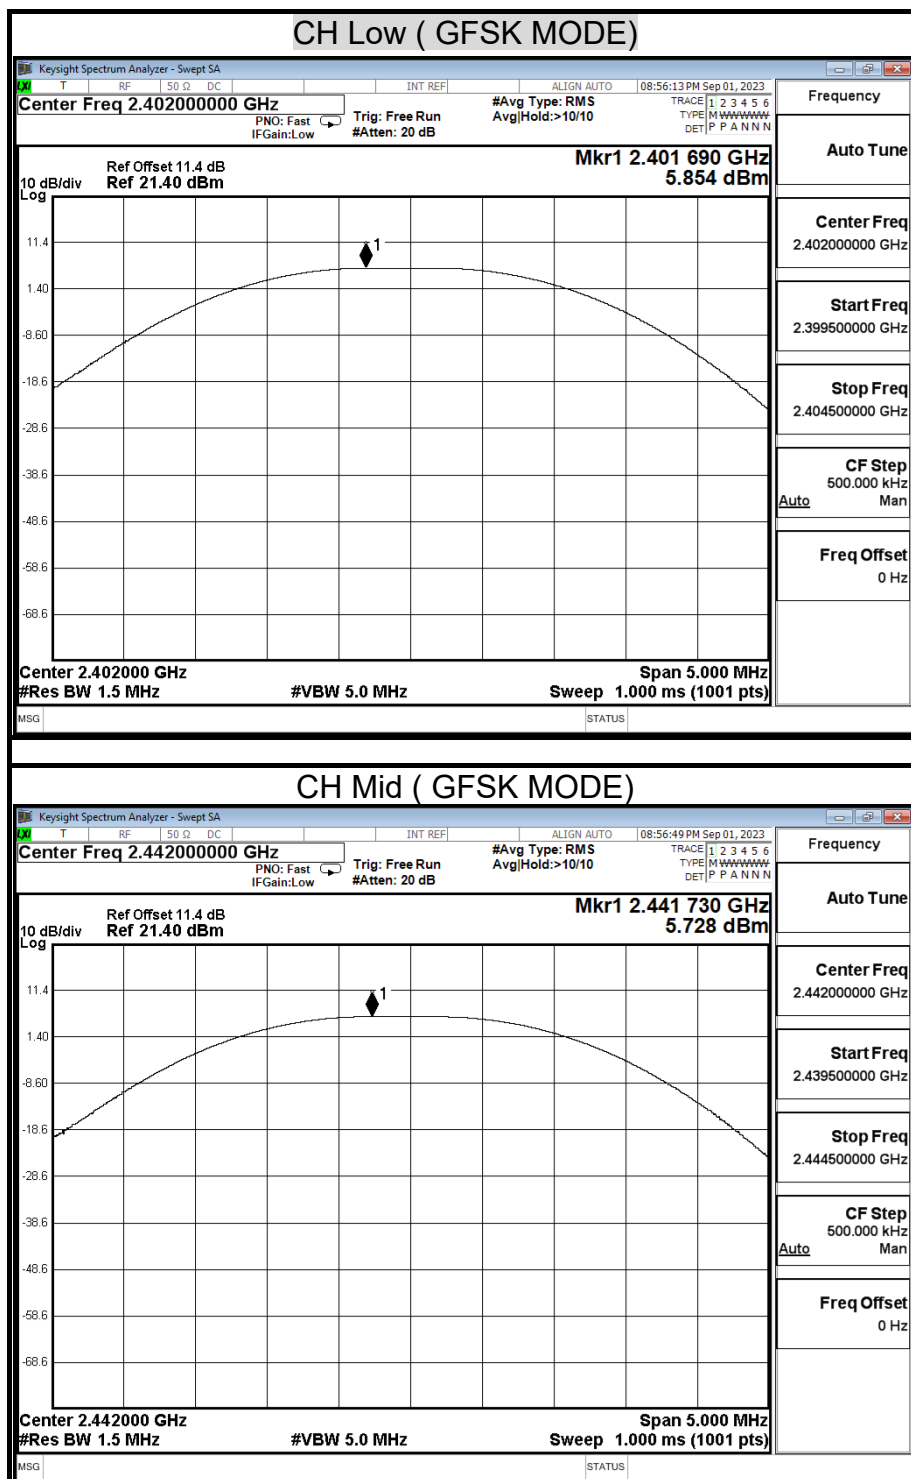 CH Low ( GFSK MODE)
Keysight Spectrum Analyzer - Swept SA
LXI T RF 50 Ω DC INT REF ALIGN AUTO 08:56:13 PM Sep 01, 2023
Center Freq 2.402000000 GHz #Avg Type: RMS TRACE 1 2 3 4 5 6
PNO: Fast Trig: Free Run Avg|Hold:>10/10 TYPE M WWWWW
IFGain:Low #Atten: 20 dB DET P P A N N N
Mkr1 2.401 690 GHz
Ref Offset 11.4 dB
10 dB/div Ref 21.40 dBm 5.854 dBm
Log
1
11.4
1.40
-8.60
-18.6
-28.6
-38.6
-48.6
-58.6
-68.6
Center 2.402000 GHz Span 5.000 MHz
#Res BW 1.5 MHz #VBW 5.0 MHz Sweep 1.000 ms (1001 pts)
MSG STATUS
Frequency
Auto Tune
Center Freq
2.402000000 GHz
Start Freq
2.399500000 GHz
Stop Freq
2.404500000 GHz
CF Step
500.000 kHz
Auto Man
Freq Offset
0 Hz
CH Mid ( GFSK MODE)
Keysight Spectrum Analyzer - Swept SA
LXI T RF 50 Ω DC INT REF ALIGN AUTO 08:56:49 PM Sep 01, 2023
Center Freq 2.442000000 GHz #Avg Type: RMS TRACE 1 2 3 4 5 6
PNO: Fast Trig: Free Run Avg|Hold:>10/10 TYPE M WWWWW
IFGain:Low #Atten: 20 dB DET P P A N N N
Mkr1 2.441 730 GHz
Ref Offset 11.4 dB
10 dB/div Ref 21.40 dBm 5.728 dBm
Log
1
11.4
1.40
-8.60
-18.6
-28.6
-38.6
-48.6
-58.6
-68.6
Center 2.442000 GHz Span 5.000 MHz
#Res BW 1.5 MHz #VBW 5.0 MHz Sweep 1.000 ms (1001 pts)
MSG STATUS
Frequency
Auto Tune
Center Freq
2.442000000 GHz
Start Freq
2.439500000 GHz
Stop Freq
2.444500000 GHz
CF Step
500.000 kHz
Auto Man
Freq Offset
0 Hz